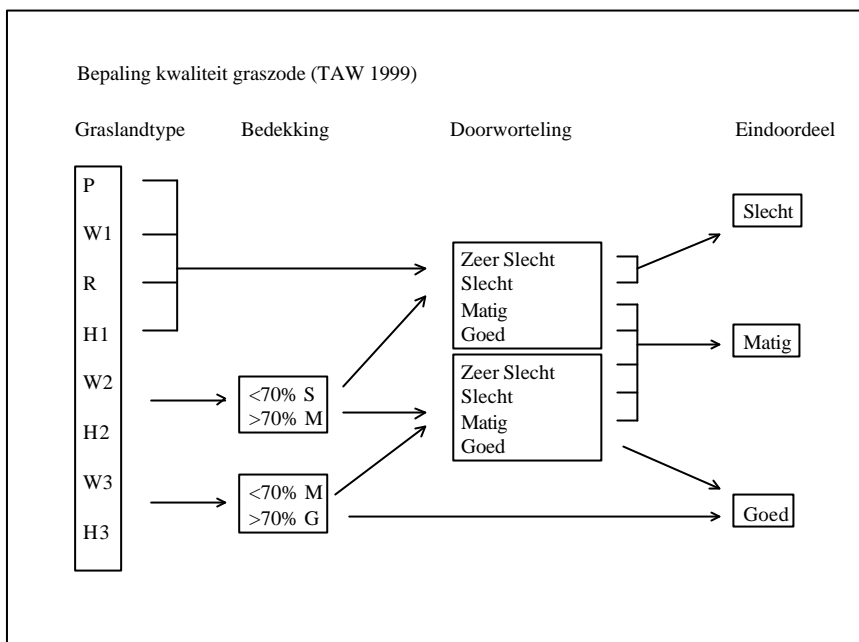 Bepaling kwaliteit graszode (TAW 1999)
Graslandtype Bedekking Doorworteling Eindoordeel
P
W1
R
H1
W2
H2
W3
H3
<70% S
>70% M
<70% M
>70% G
Zeer Slecht
Slecht
Matig
Goed
Zeer Slecht
Slecht
Matig
Goed
Slecht
Matig
Goed